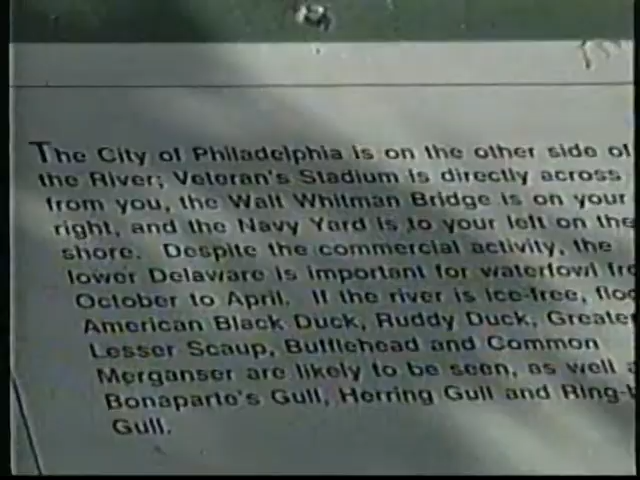 The City of Philadelphia is on the other side of
the River; Veteran's Stadium is directly across
from you, the Walt Whitman Bridge is on your
right, and the Navy Yard is to your left on the
shore. Despite the commercial activity, the
lower Delaware is important for waterfowl fro
October to April. If the river is ice-free, floc
American Black Duck, Ruddy Duck, Greater
Lesser Scaup, Bufflehead and Common
Merganser are likely to be seen, as well a
Bonaparte's Gull, Herring Gull and Ring-b
Gull.